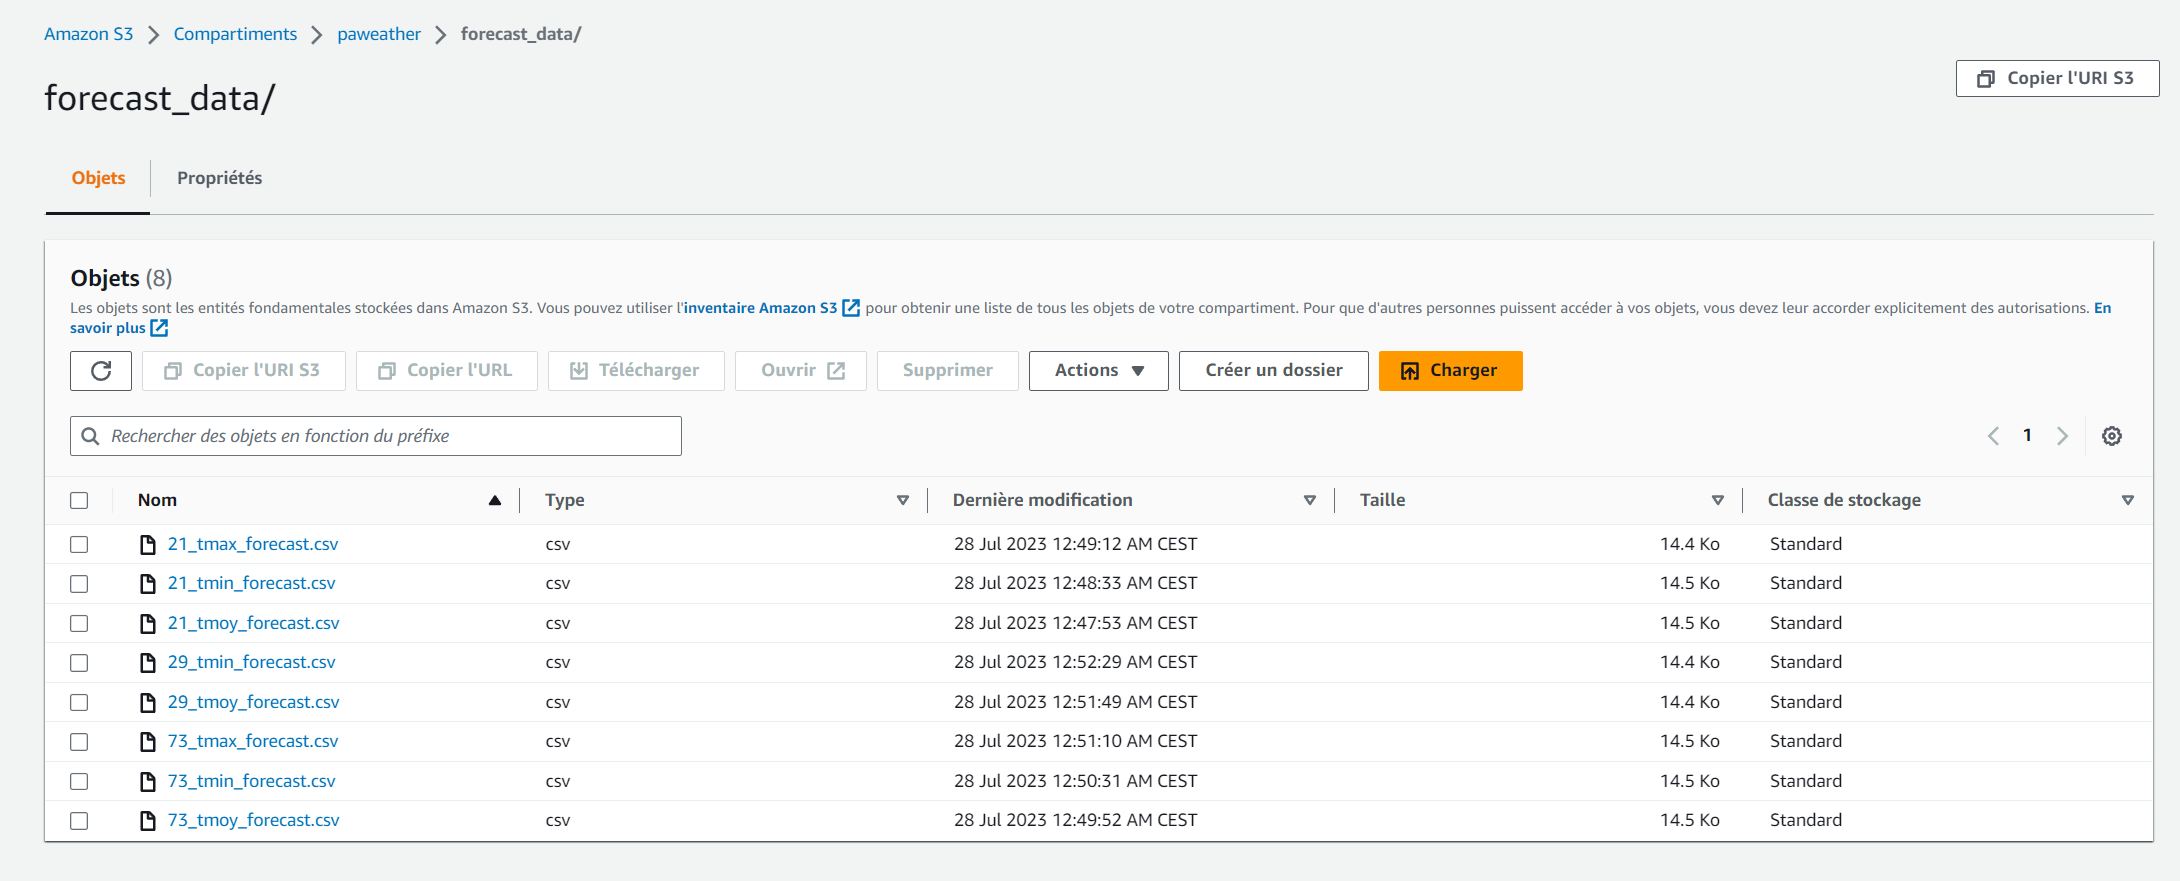 Amazon S3 > Compartiments > paweather > forecast_data/
forecast_data/
Copier l'URI S3
Objets Propriétés
Objets (8)
Les objets sont les entités fondamentales stockées dans Amazon S3. Vous pouvez utiliser l'inventaire Amazon S3 pour obtenir une liste de tous les objets de votre compartiment. Pour que d'autres personnes puissent accéder à vos objets, vous devez leur accorder explicitement des autorisations. En
savoir plus
Copier l'URI S3 Copier l'URL Télécharger Ouvrir Supprimer Actions Créer un dossier Charger
Rechercher des objets en fonction du préfixe 1
Nom Type Dernière modification Taille Classe de stockage
21_tmax_forecast.csv csv 28 Jul 2023 12:49:12 AM CEST 14.4 Ko Standard
21_tmin_forecast.csv csv 28 Jul 2023 12:48:33 AM CEST 14.5 Ko Standard
21_tmoy_forecast.csv csv 28 Jul 2023 12:47:53 AM CEST 14.5 Ko Standard
29_tmin_forecast.csv csv 28 Jul 2023 12:52:29 AM CEST 14.4 Ko Standard
29_tmoy_forecast.csv csv 28 Jul 2023 12:51:49 AM CEST 14.4 Ko Standard
73_tmax_forecast.csv csv 28 Jul 2023 12:51:10 AM CEST 14.5 Ko Standard
73_tmin_forecast.csv csv 28 Jul 2023 12:50:31 AM CEST 14.5 Ko Standard
73_tmoy_forecast.csv csv 28 Jul 2023 12:49:52 AM CEST 14.5 Ko Standard